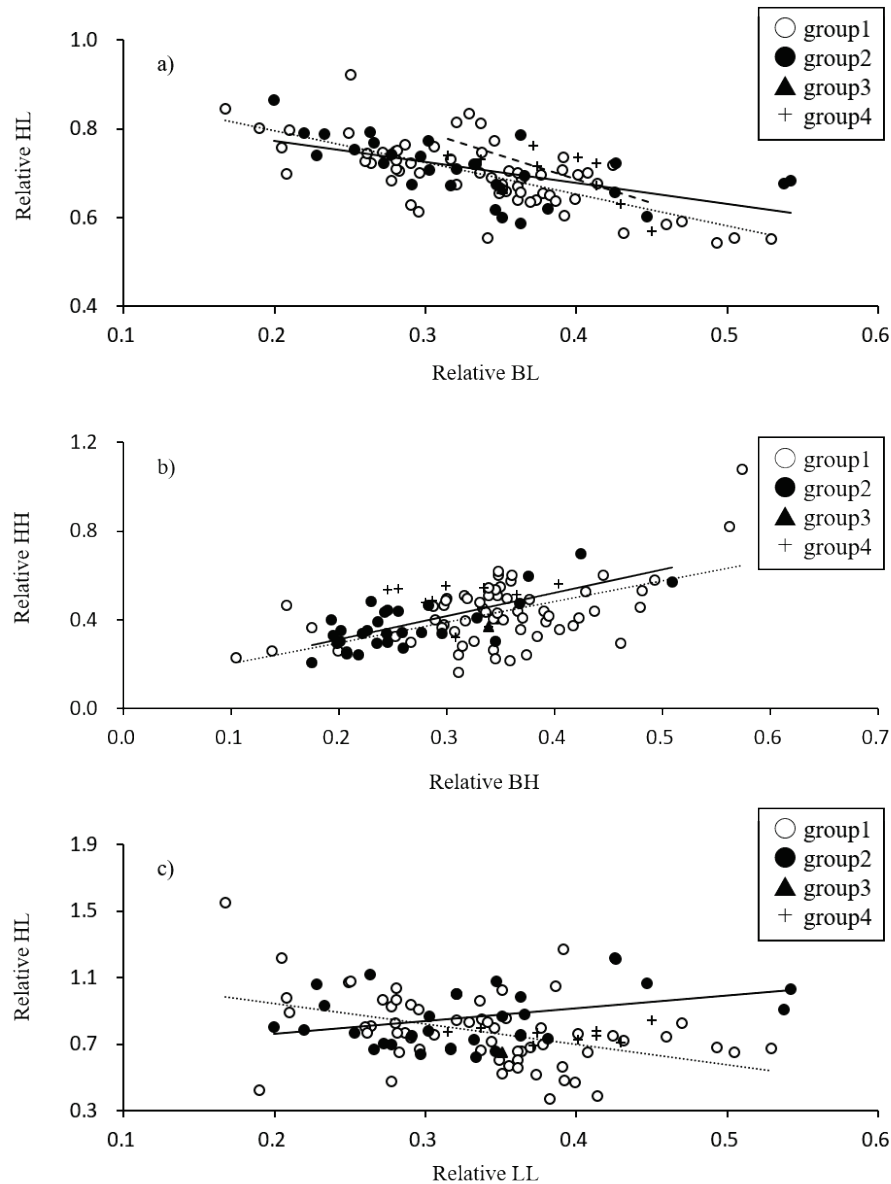 1.0
a)
group1
group2
group3
group4
0.8
Relative HL
0.6
0.4
0.1 0.2 0.3 0.4 0.5 0.6
Relative BL
1.2
b)
group1
group2
group3
group4
0.8
Relative HH
0.4
0.0
0.0 0.1 0.2 0.3 0.4 0.5 0.6 0.7
Relative BH
1.9
c)
group1
group2
group3
group4
1.5
Relative HL
1.1
0.7
0.3
0.1 0.2 0.3 0.4 0.5 0.6
Relative LL